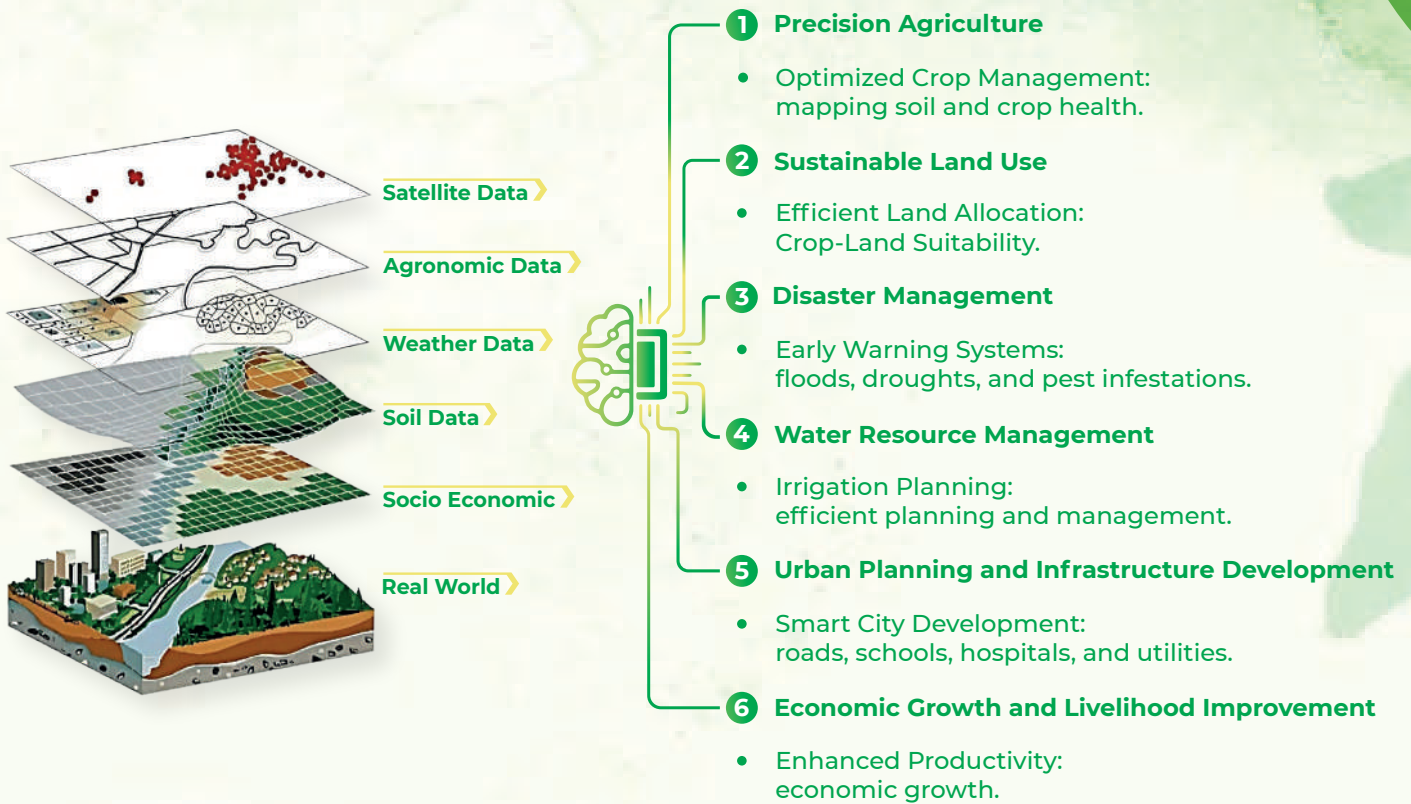 Satellite Data
Agronomic Data
Weather Data
Soil Data
Socio Economic
Real World
1 Precision Agriculture
• Optimized Crop Management:
mapping soil and crop health.
2 Sustainable Land Use
• Efficient Land Allocation:
Crop-Land Suitability.
3 Disaster Management
• Early Warning Systems:
floods, droughts, and pest infestations.
4 Water Resource Management
• Irrigation Planning:
efficient planning and management.
5 Urban Planning and Infrastructure Development
• Smart City Development:
roads, schools, hospitals, and utilities.
6 Economic Growth and Livelihood Improvement
• Enhanced Productivity:
economic growth.